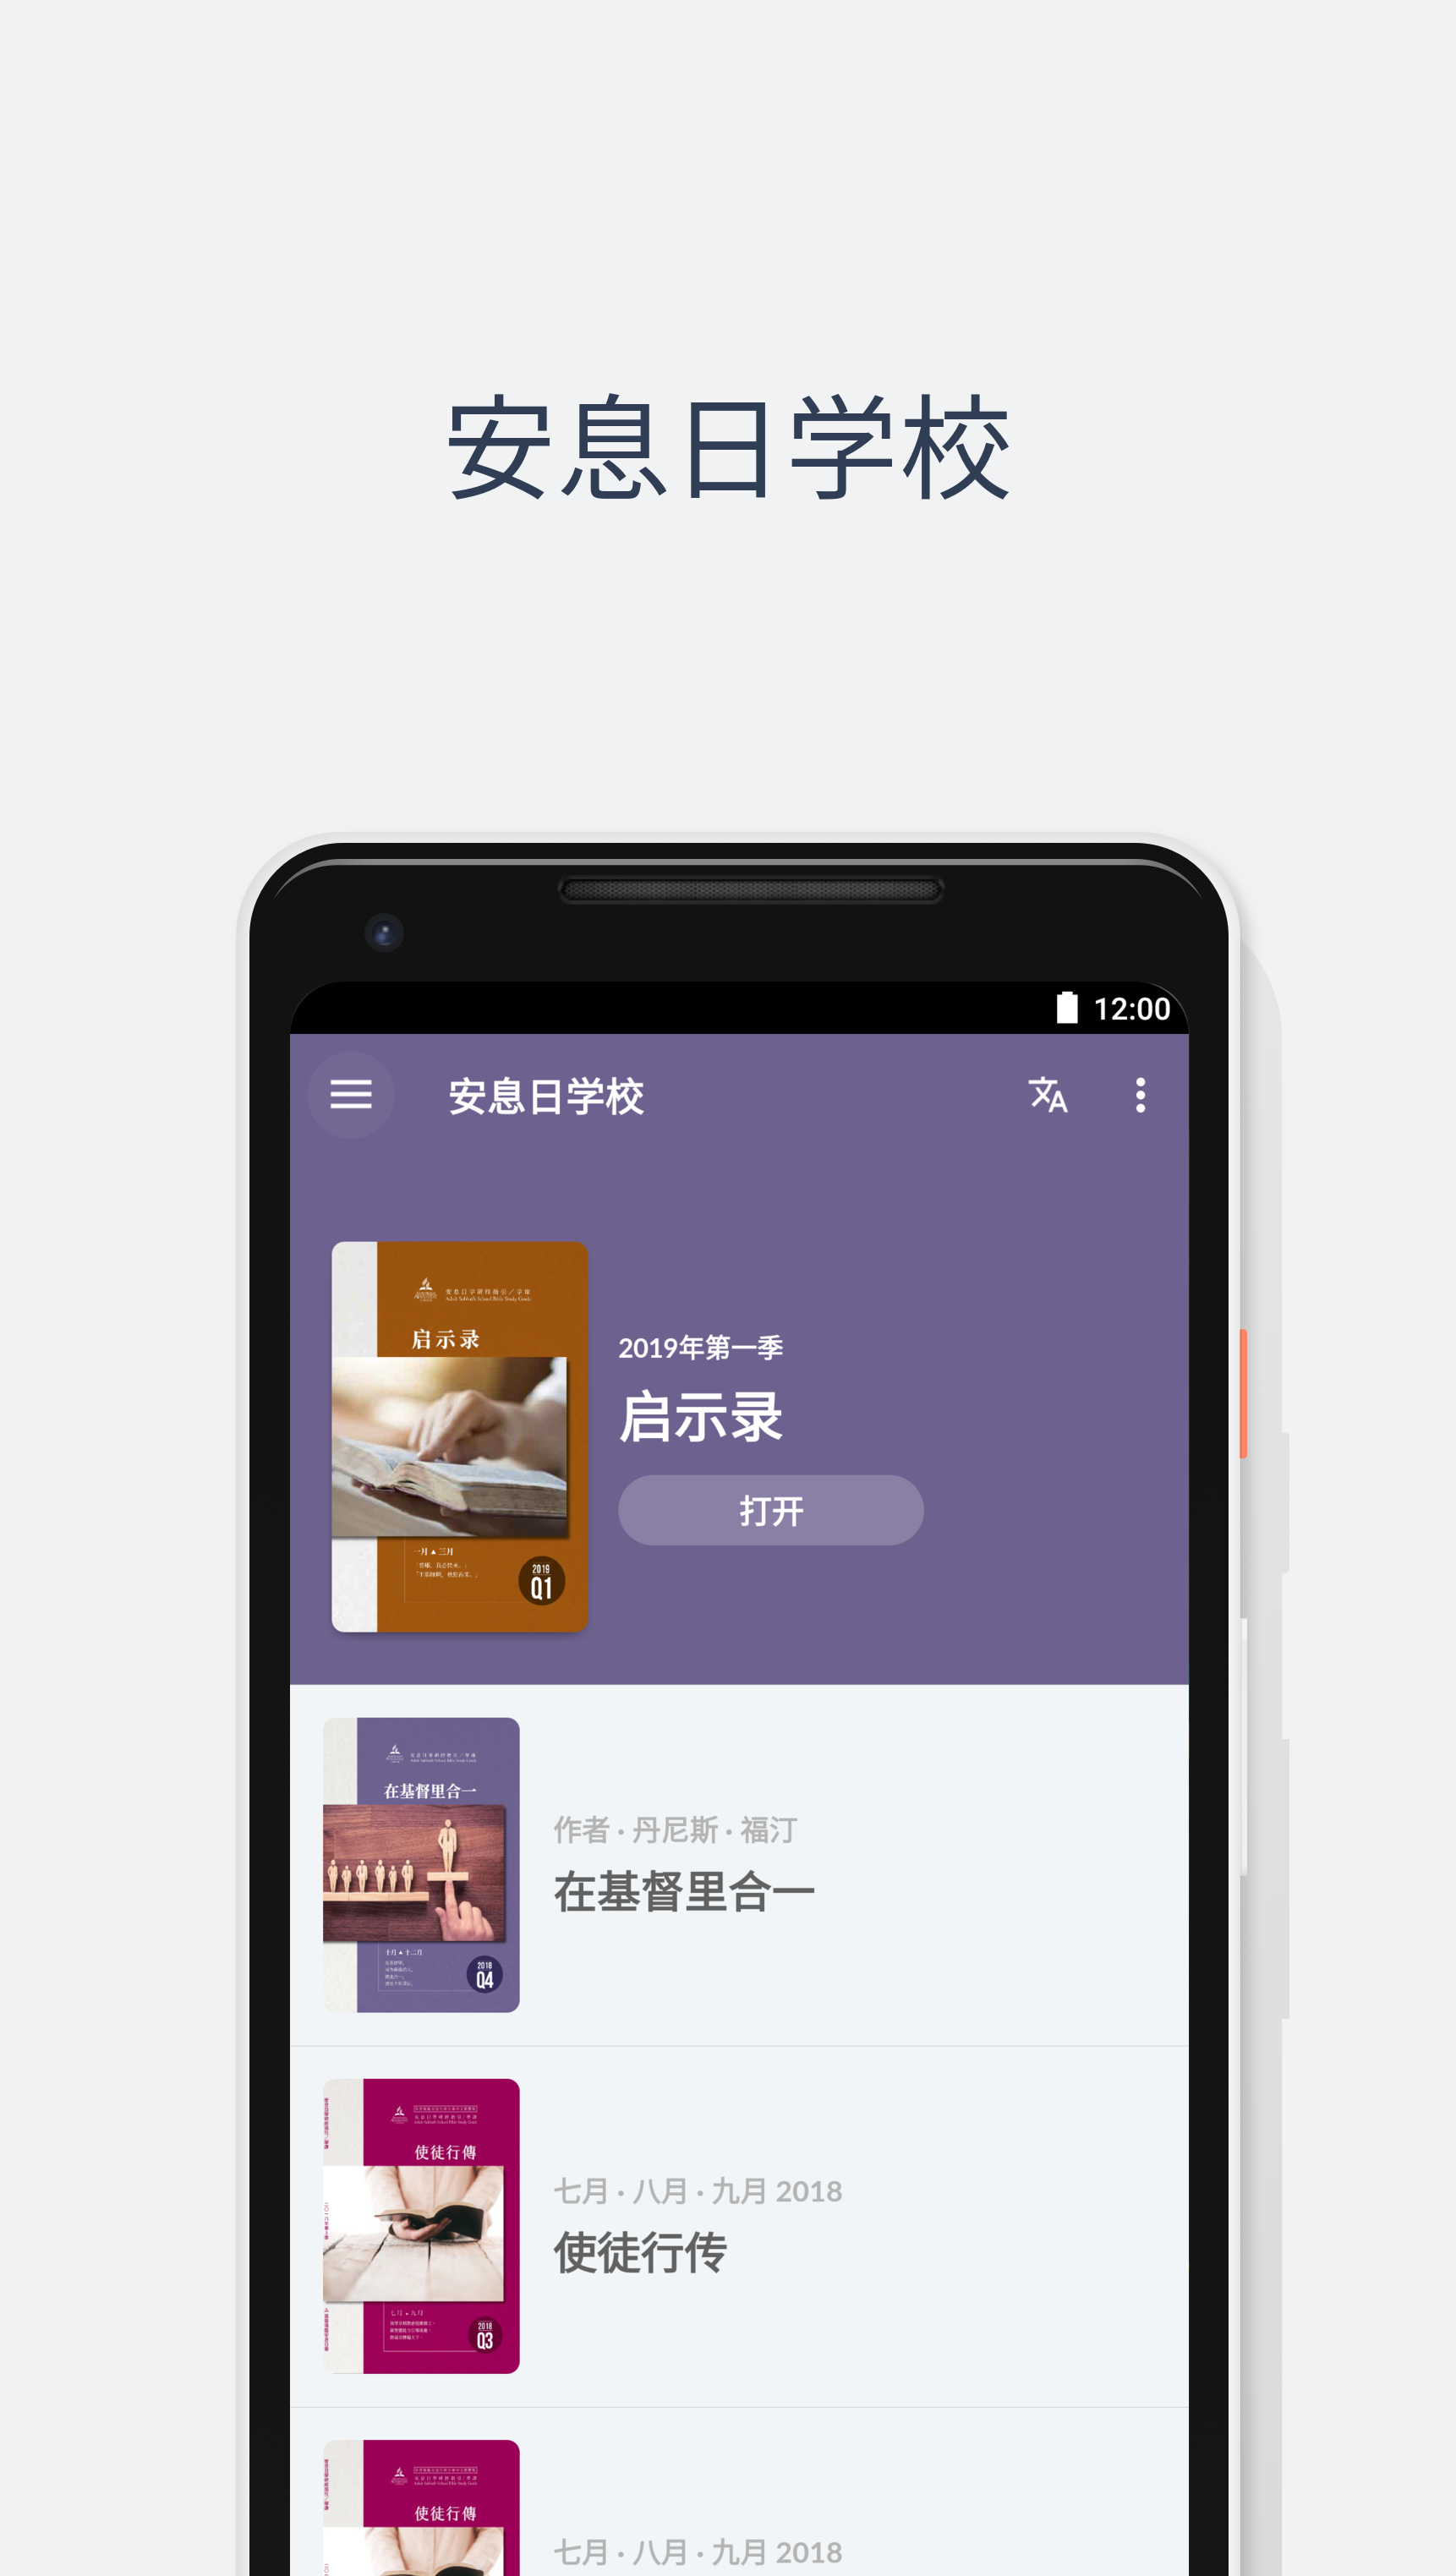 安息日学校
12:00
安息日学校
启示录
一月▲三月
2019
Q1
2019年第一季
启示录
打开
在基督里合一
十月▲十二月
2018
Q4
作者 · 丹尼斯 · 福汀
在基督里合一
使徒行傳
七月▲九月
2018
Q3
七月 · 八月 · 九月 2018
使徒行传
使徒行傳
七月 · 八月 · 九月 2018